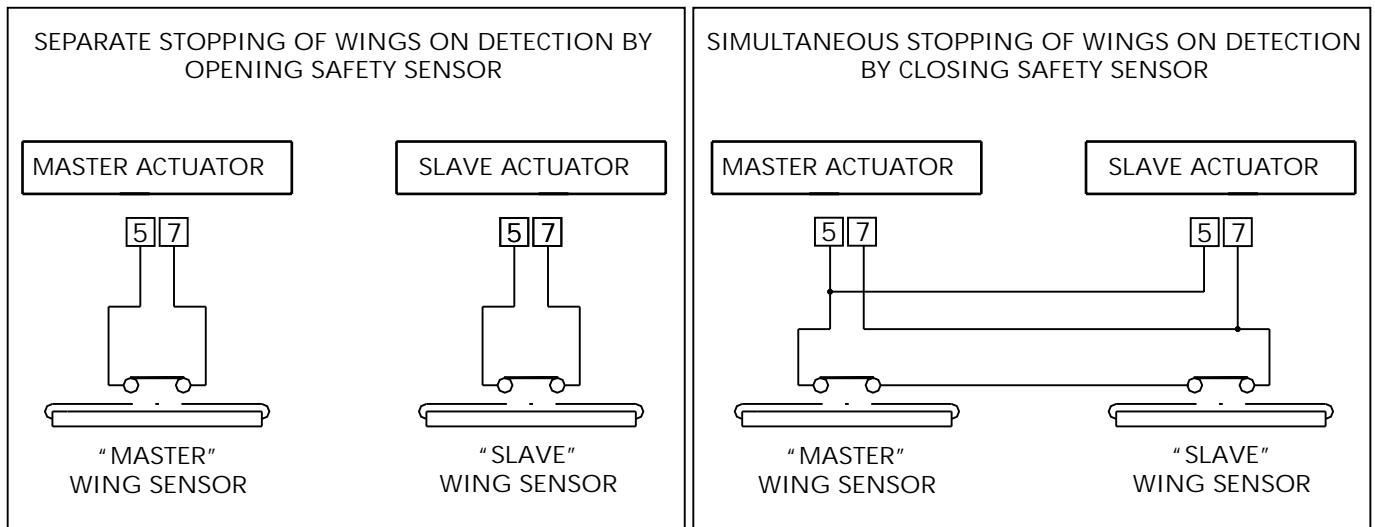 SEPARATE STOPPING OF WINGS ON DETECTION BY
OPENING SAFETY SENSOR
MASTER ACTUATOR
SLAVE ACTUATOR
5 7
5 7
"MASTER"
WING SENSOR
"SLAVE"
WING SENSOR
SIMULTANEOUS STOPPING OF WINGS ON DETECTION
BY CLOSING SAFETY SENSOR
MASTER ACTUATOR
SLAVE ACTUATOR
5 7
5 7
"MASTER"
WING SENSOR
"SLAVE"
WING SENSOR